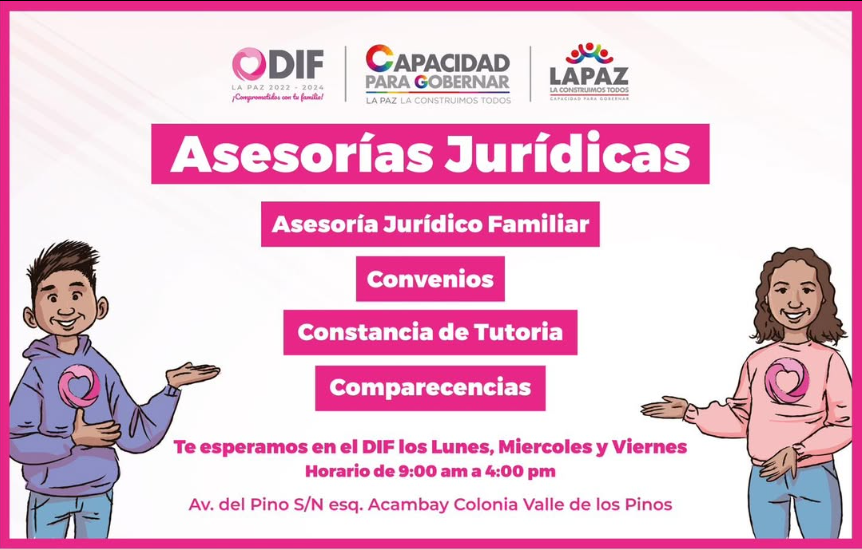 DIF
LA PAZ 2022 - 2024
¡Comprometidos con tu familia!
CAPACIDAD
PARA GOBERNAR
LA PAZ LA CONSTRUIMOS TODOS
LAPAZ
LA CONSTRUIMOS TODOS
CAPACIDAD PARA GOBERNAR
Asesorías Jurídicas
Asesoría Jurídico Familiar
Convenios
Constancia de Tutoria
Comparecencias
Te esperamos en el DIF los Lunes, Miercoles y Viernes
Horario de 9:00 am a 4:00 pm
Av. del Pino S/N esq. Acambay Colonia Valle de los Pinos